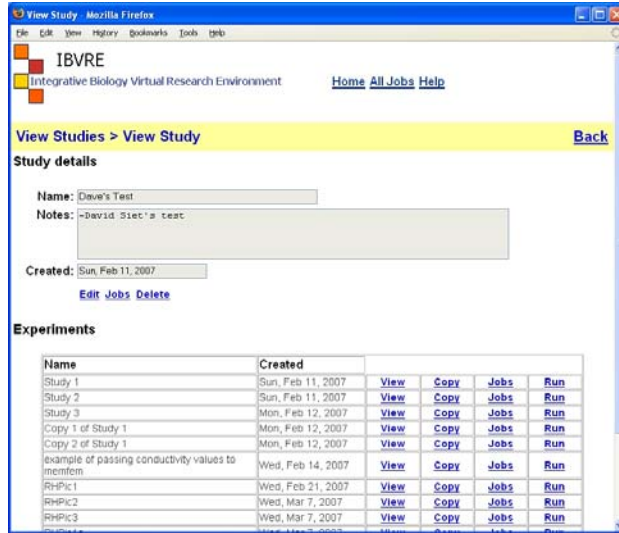 View Study - Mozilla Firefox
File Edit View History Bookmarks Tools Help
IBVRE
Integrative Biology Virtual Research Environment
Home All Jobs Help
View Studies > View Study Back
Study details
Name: Dave's Test
Notes: -David Siet's test
Created: Sun, Feb 11, 2007
Edit Jobs Delete
Experiments
Name Created
Study 1 Sun, Feb 11, 2007 View Copy Jobs Run
Study 2 Sun, Feb 11, 2007 View Copy Jobs Run
Study 3 Mon, Feb 12, 2007 View Copy Jobs Run
Copy 1 of Study 1 Mon, Feb 12, 2007 View Copy Jobs Run
Copy 2 of Study 1 Mon, Feb 12, 2007 View Copy Jobs Run
example of passing conductivity values to
memfem Wed, Feb 14, 2007 View Copy Jobs Run
RHPic1 Wed, Feb 21, 2007 View Copy Jobs Run
RHPic2 Wed, Mar 7, 2007 View Copy Jobs Run
RHPic3 Wed, Mar 7, 2007 View Copy Jobs Run